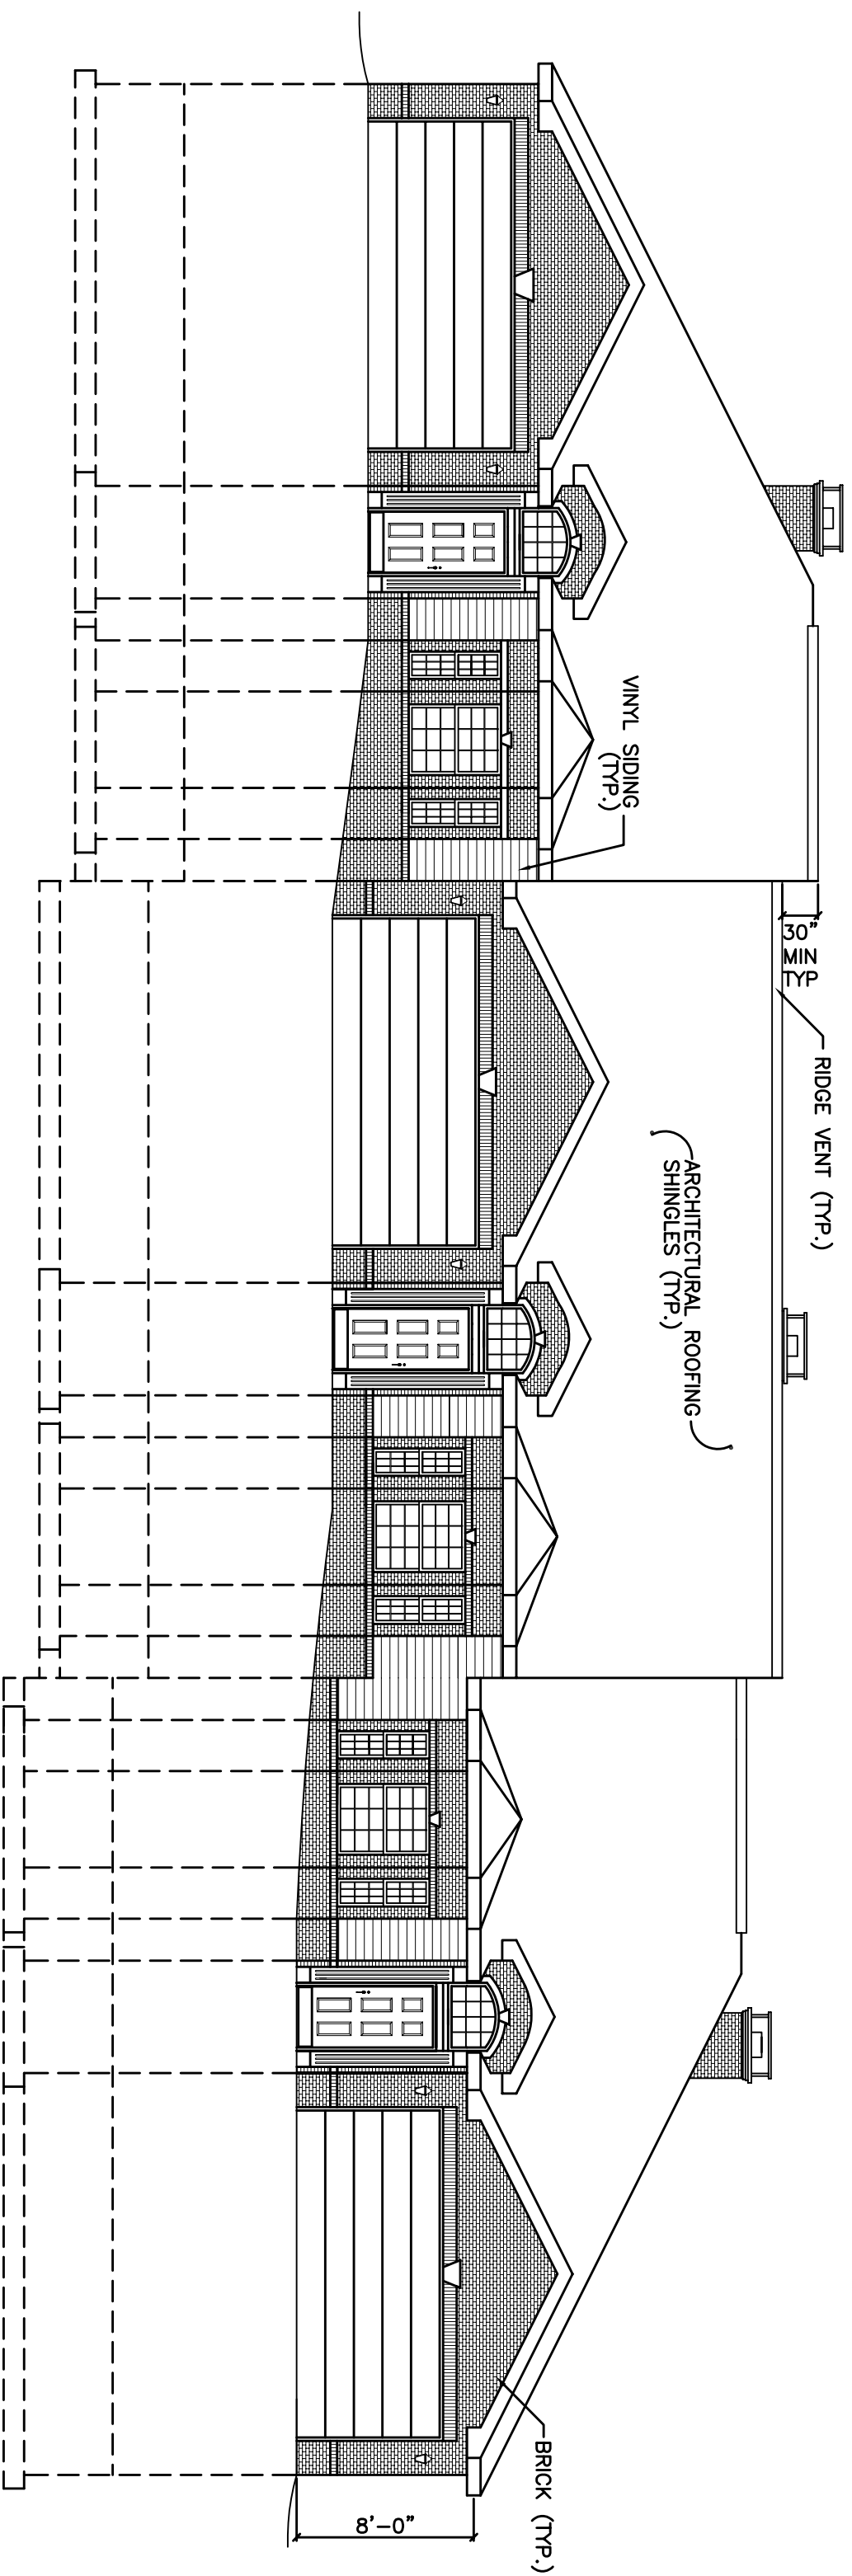 VINYL SIDING
(TYP.)
30"
MIN
TYP
RIDGE VENT (TYP.)
ARCHITECTURAL ROOFING
SHINGLES (TYP.)
BRICK (TYP.)
8'-0"